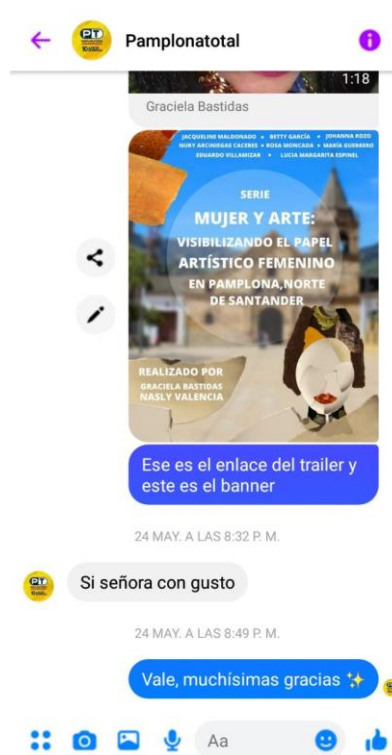 Pamplonatotal
1:18
Graciela Bastidas
JACQUELINE MALDONADO • BETTY GARCÍA • JOHANNA ROZO
NURY ARCINIEGAS CACERES • ROSA MONCADA • MARÍA GUERRERO
EDUARDO VILLAMIZAR • LUCIA MARGARITA ESPINEL
SERIE
MUJER Y ARTE:
VISIBILIZANDO EL PAPEL
ARTÍSTICO FEMENINO
EN PAMPLONA,NORTE
DE SANTANDER
REALIZADO POR
GRACIELA BASTIDAS
NASLY VALENCIA
Ese es el enlace del trailer y
este es el banner
24 MAY. A LAS 8:32 P. M.
Si señora con gusto
24 MAY. A LAS 8:49 P. M.
Vale, muchísimas gracias ✨
Aa